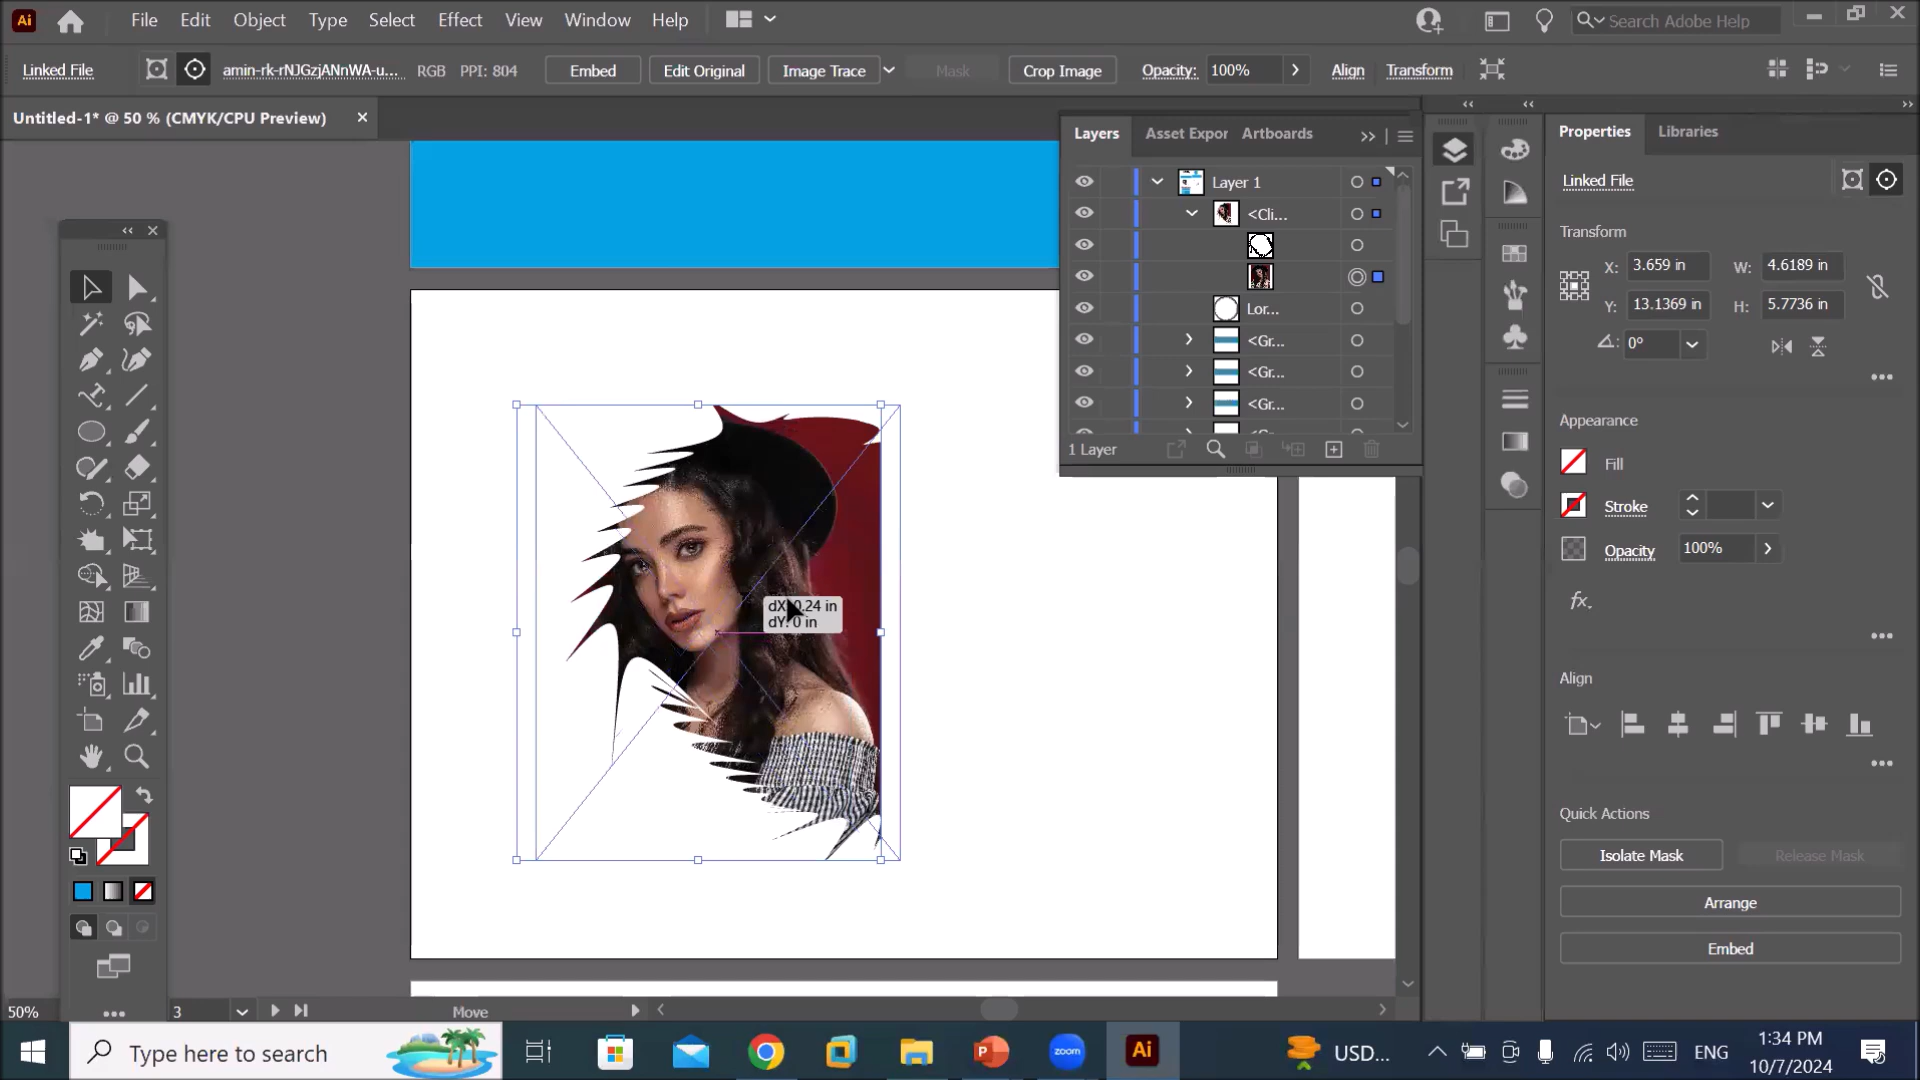 Ai File Edit Object Type Select Effect View Window Help Search Adobe Help
Linked File amin-rk-rNJGzjANnWA-u... RGB PPI: 804 Embed Edit Original Image Trace Mask Crop Image Opacity: 100% Align Transform
Untitled-1* @ 50 % (CMYK/CPU Preview)
Layers Asset Expor Artboards
Layer 1
<Cli...
Lor...
<Gr...
<Gr...
<Gr...
1 Layer
Properties Libraries
Linked File
Transform
X: 3.659 in W: 4.6189 in
Y: 13.1369 in H: 5.7736 in
0°
Appearance
Fill
Stroke
Opacity 100%
fx.
Align
Quick Actions
Isolate Mask Release Mask
Arrange
Embed
dX: 0.24 in
dY: 0 in
50% 3 Move
Type here to search
zoom
Ai
USD...
ENG
1:34 PM
10/7/2024